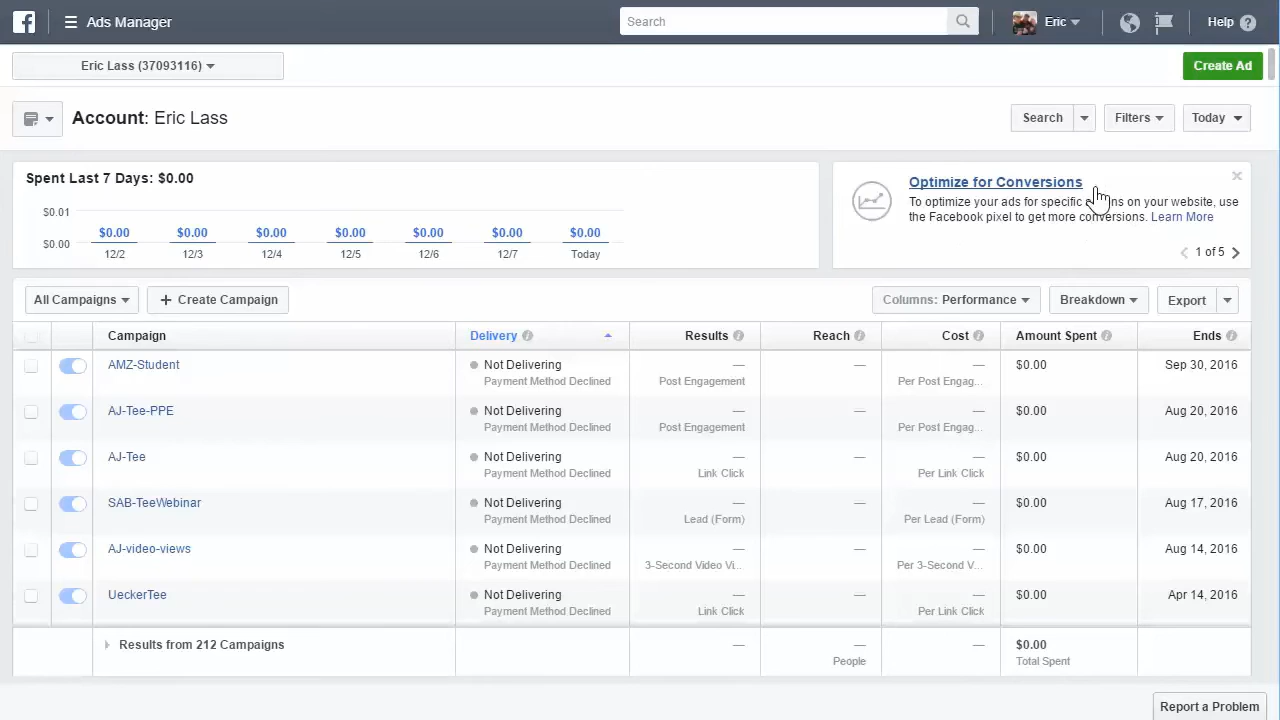 Ads Manager
Search
Eric
Help
Eric Lass (37093116)
Create Ad
Account: Eric Lass
Search
Filters
Today
Spent Last 7 Days: $0.00
$0.01
$0.00
$0.00 $0.00 $0.00 $0.00 $0.00 $0.00 $0.00
12/2 12/3 12/4 12/5 12/6 12/7 Today
Optimize for Conversions
To optimize your ads for specific on your website, use
the Facebook pixel to get more conversions. Learn More
1 of 5
All Campaigns
+ Create Campaign
Columns: Performance
Breakdown
Export
Campaign Delivery Results Reach Cost Amount Spent Ends
AMZ-Student Not Delivering — — — $0.00 Sep 30, 2016
Payment Method Declined Post Engagement Per Post Engag...
AJ-Tee-PPE Not Delivering — — — $0.00 Aug 20, 2016
Payment Method Declined Post Engagement Per Post Engag...
AJ-Tee Not Delivering — — — $0.00 Aug 20, 2016
Payment Method Declined Link Click Per Link Click
SAB-TeeWebinar Not Delivering — — — $0.00 Aug 17, 2016
Payment Method Declined Lead (Form) Per Lead (Form)
AJ-video-views Not Delivering — — — $0.00 Aug 14, 2016
Payment Method Declined 3-Second Video Vi... Per 3-Second V...
UeckerTee Not Delivering — — — $0.00 Apr 14, 2016
Payment Method Declined Link Click Per Link Click
Results from 212 Campaigns — — — $0.00
People Total Spent
Report a Problem